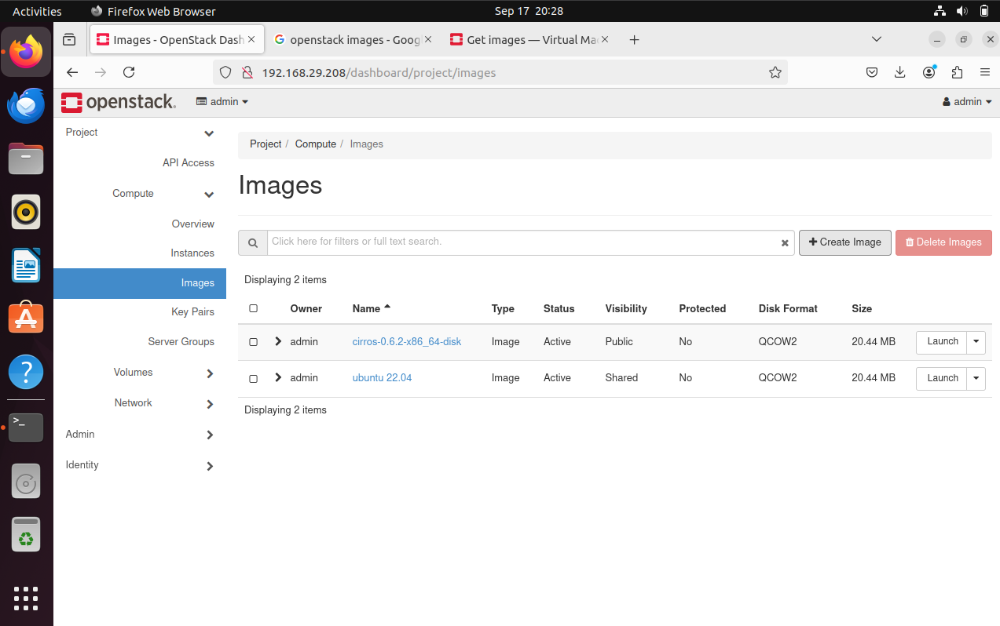 Activities Firefox Web Browser Sep 17 20:28
Images - OpenStack Dash openstack images - Goog Get images — Virtual Ma
192.168.29.208/dashboard/project/images
openstack. admin admin
Project
API Access
Compute
Overview
Instances
Images
Key Pairs
Server Groups
Volumes
Network
Admin
Identity
Project / Compute / Images
Images
Click here for filters or full text search. Create Image Delete Images
Displaying 2 items
Owner Name Type Status Visibility Protected Disk Format Size
admin cirros-0.6.2-x86_64-disk Image Active Public No QCOW2 20.44 MB Launch
admin ubuntu 22.04 Image Active Shared No QCOW2 20.44 MB Launch
Displaying 2 items